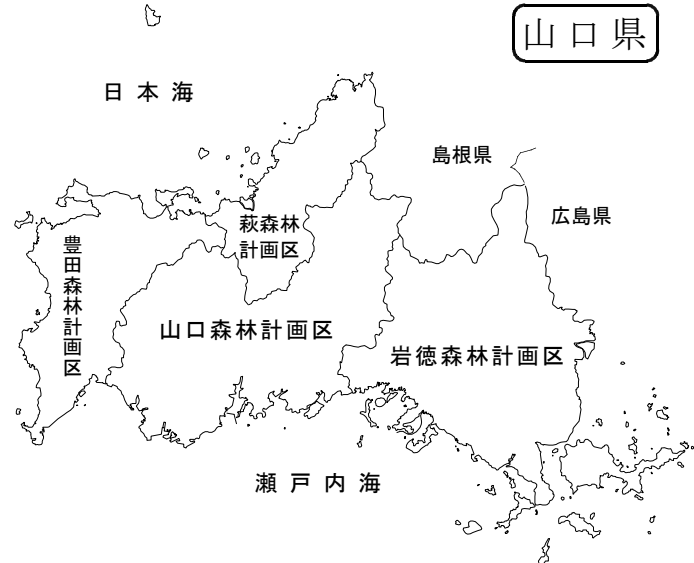 山口県
日本海
島根県
広島県
萩森林
計画区
豊田森林計画区
山口森林計画区
岩徳森林計画区
瀬戸内海